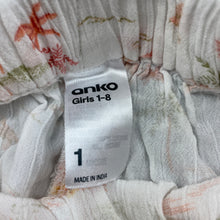 anko
Girls 1-8
1
MADE IN INDIA